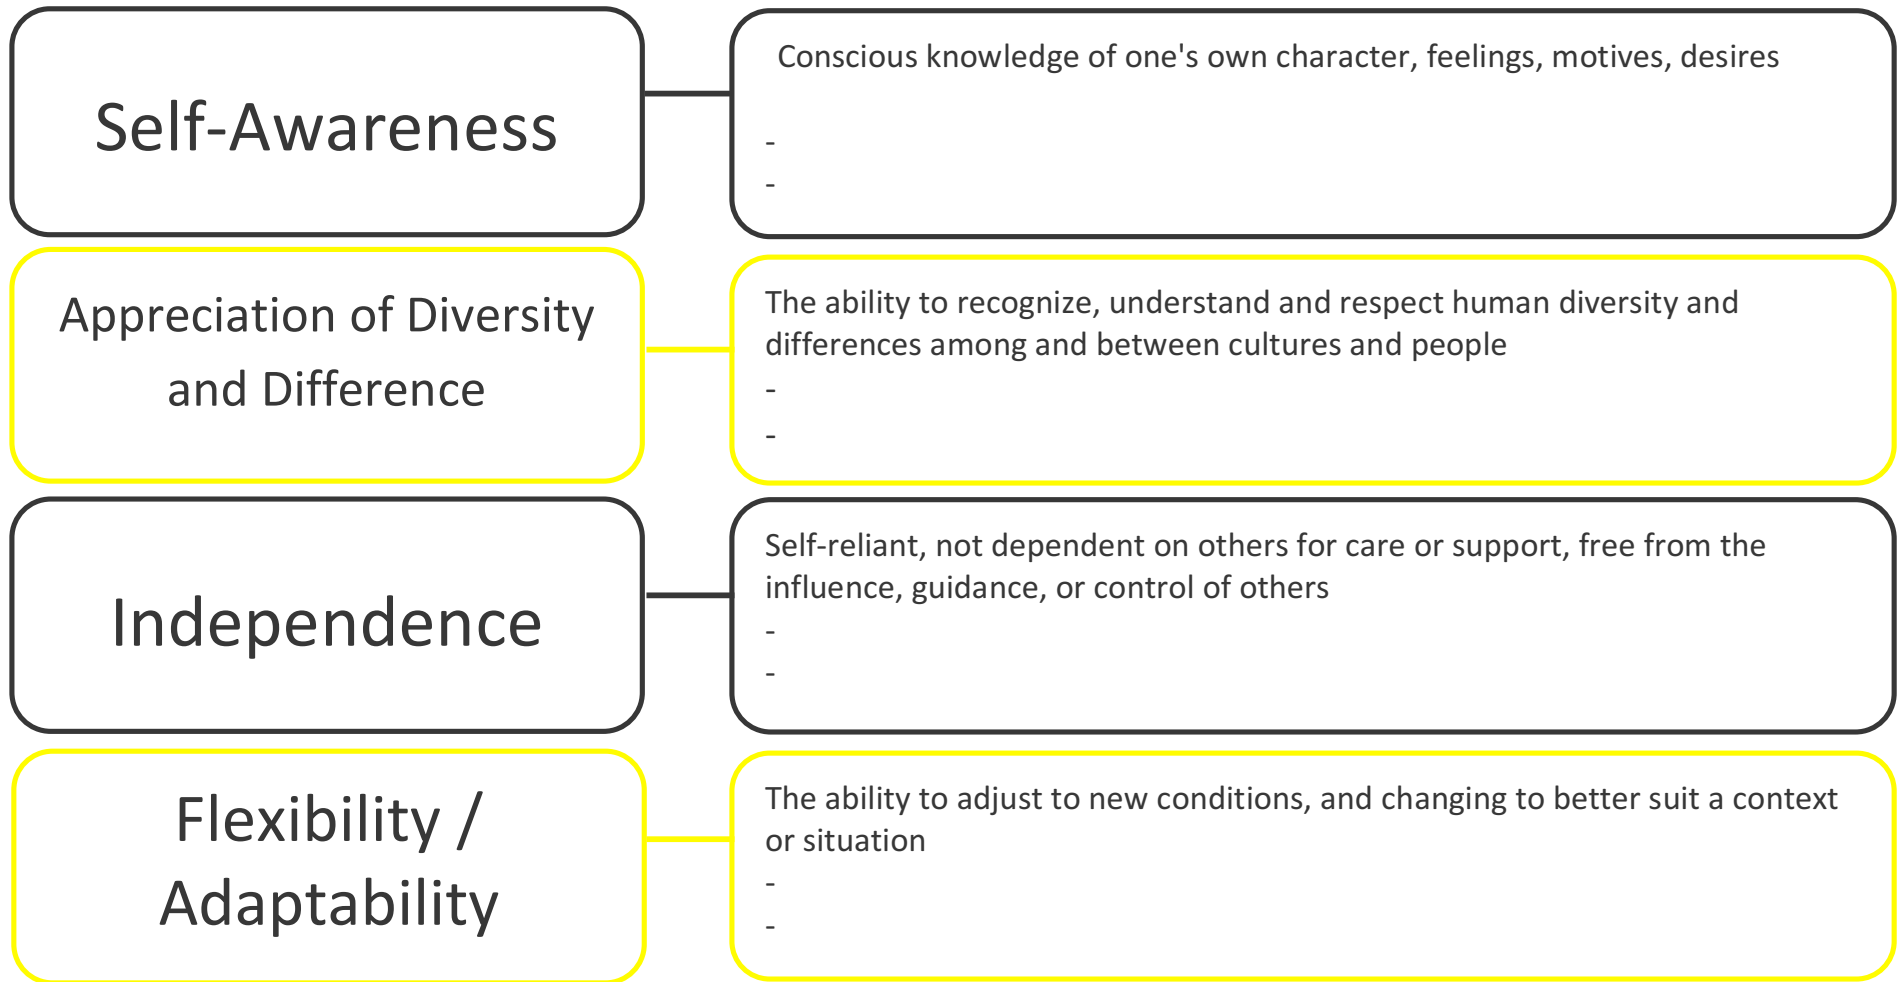 Self-Awareness
Conscious knowledge of one's own character, feelings, motives, desires
-
-
Appreciation of Diversity
and Difference
The ability to recognize, understand and respect human diversity and
differences among and between cultures and people
-
-
Independence
Self-reliant, not dependent on others for care or support, free from the
influence, guidance, or control of others
-
-
Flexibility /
Adaptability
The ability to adjust to new conditions, and changing to better suit a context
or situation
-
-